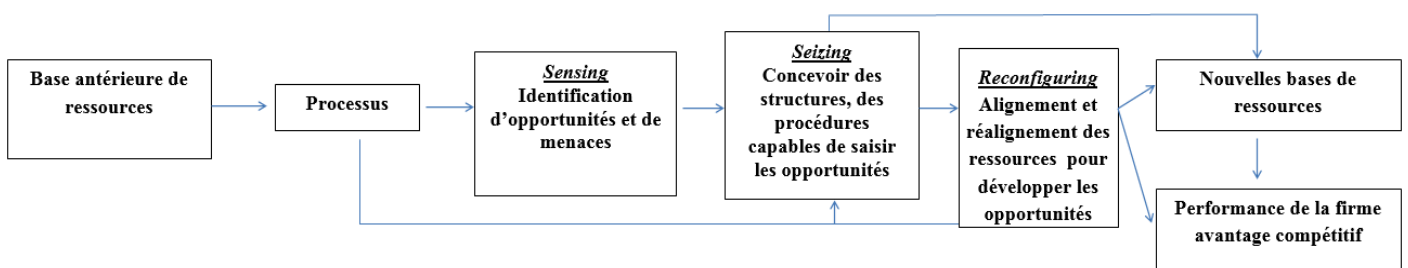 Base antérieure de
ressources
Processus
Sensing
Identification
d’opportunités et de
menaces
Seizing
Concevoir des
structures, des
procédures
capables de saisir
les opportunités
Reconfiguring
Alignement et
réalignement des
ressources pour
développer les
opportunités
Nouvelles bases de
ressources
Performance de la firme
avantage compétitif